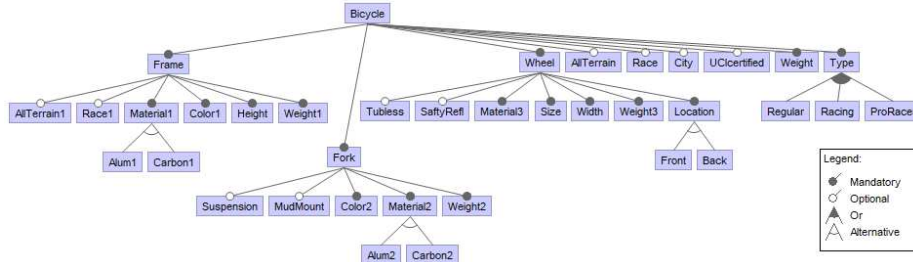 Bicycle
Frame
Wheel
AllTerrain
Race
City
UCIcertified
Weight
Type
AllTerrain1
Race1
Material1
Color1
Height
Weight1
Tubless
SaftyRefl
Material3
Size
Width
Weight3
Location
Regular
Racing
ProRace
Alum1
Carbon1
Fork
Front
Back
Suspension
MudMount
Color2
Material2
Weight2
Alum2
Carbon2
Legend:
Mandatory
Optional
Or
Alternative